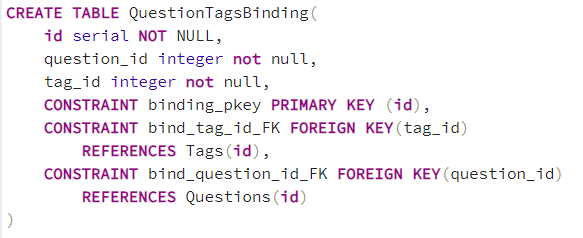 CREATE TABLE QuestionTagsBinding(
    id serial NOT NULL,
    question_id integer not null,
    tag_id integer not null,
    CONSTRAINT binding_pkey PRIMARY KEY (id),
    CONSTRAINT bind_tag_id_FK FOREIGN KEY(tag_id)
        REFERENCES Tags(id),
    CONSTRAINT bind_question_id_FK FOREIGN KEY(question_id)
        REFERENCES Questions(id)
)